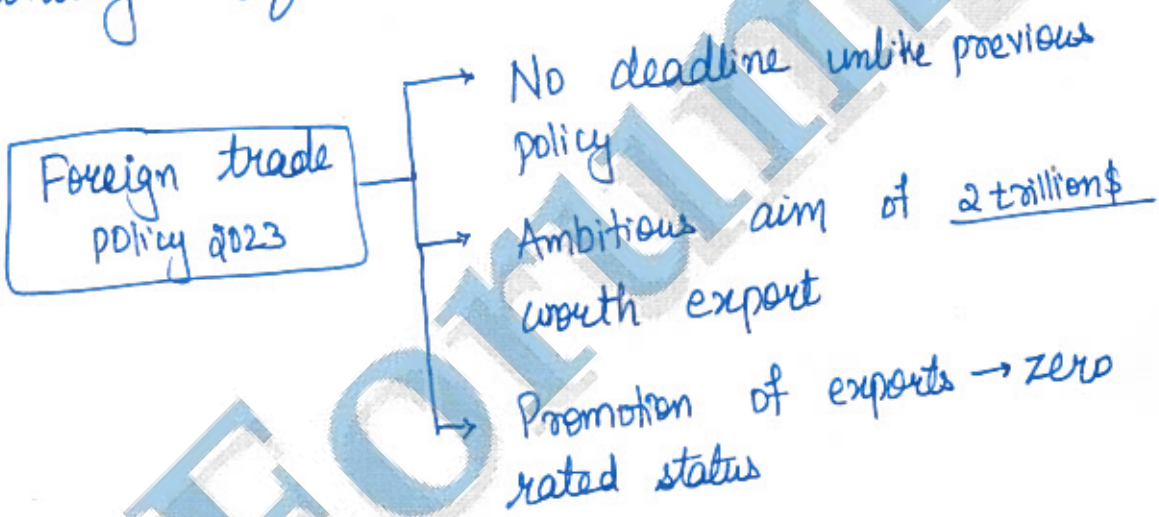 Foreign trade
policy 2023
No deadline unlike previous
policy
Ambitious aim of 2 trillion$
worth export
Promotion of exports → zero
rated status
Forum